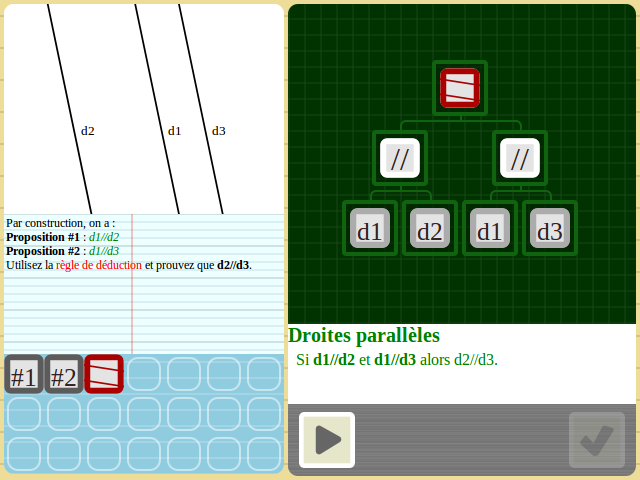 d2
d1
d3
Par construction, on a :
Proposition #1 : d1//d2
Proposition #2 : d1//d3
Utilisez la règle de déduction et prouvez que d2//d3.
#1 #2
// //
d1 d2 d1 d3
Droites parallèles
Si d1//d2 et d1//d3 alors d2//d3.